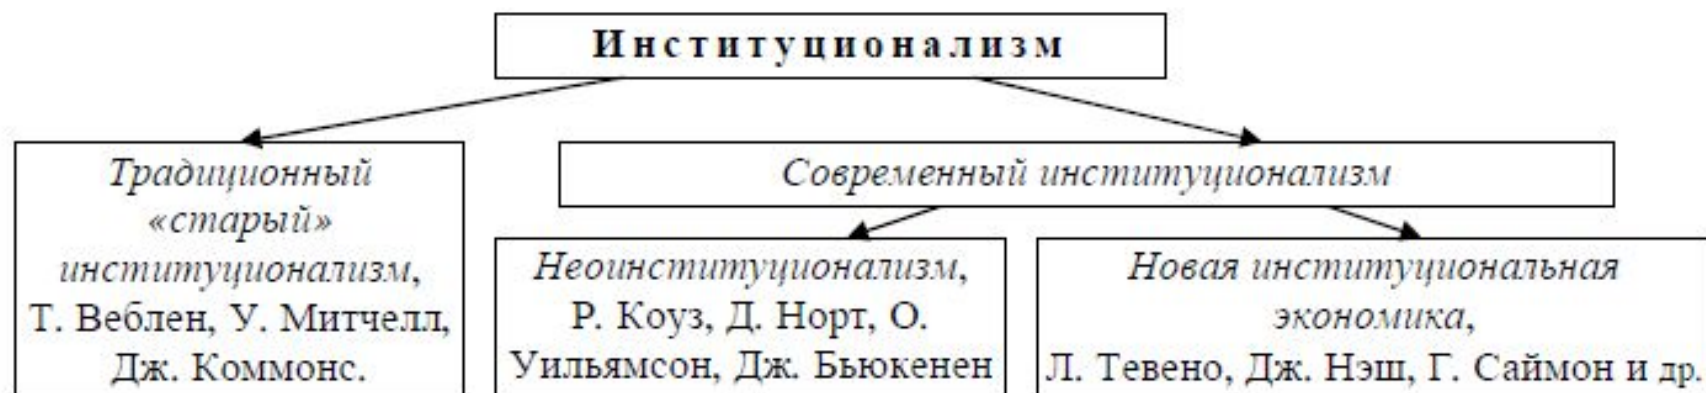 Институционализм
Традиционный
«старый»
институционализм,
Т. Веблен, У. Митчелл,
Дж. Коммонс.
Современный институционализм
Неоинституционализм,
Р. Коуз, Д. Норт, О.
Уильямсон, Дж. Бьюкенен
Новая институциональная
экономика,
Л. Тевено, Дж. Нэш, Г. Саймон и др.